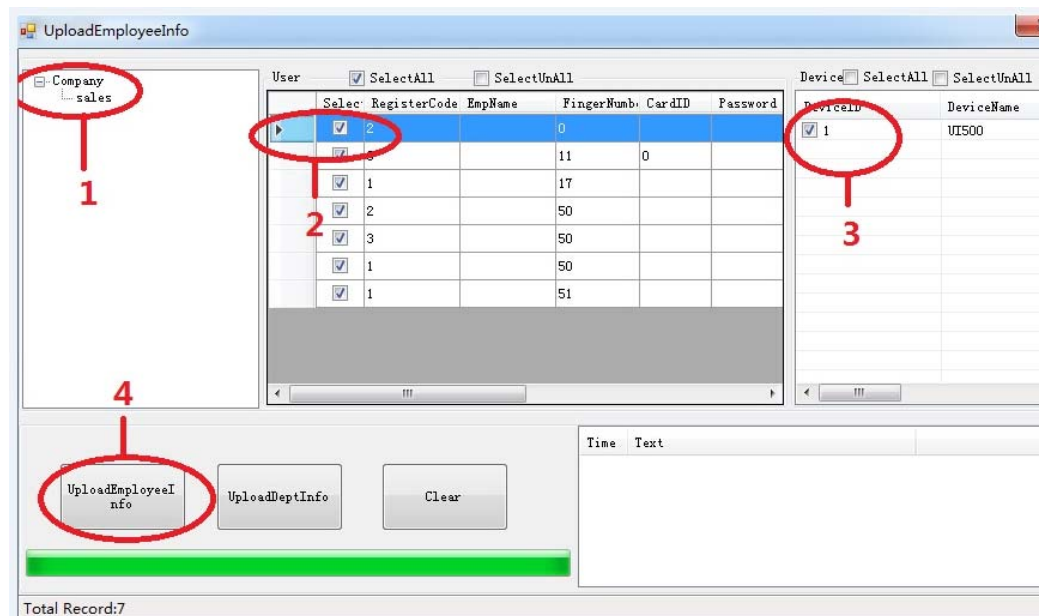 UploadEmployeeInfo
Company
sales
1
User SelectAll SelectUnAll
Selec RegisterCode EmpName FingerNumb CardID Password
2 0
11 0
1 17
2 50
3 50
1 50
1 51
2
Device SelectAll SelectUnAll
DeviceID DeviceName
1 UI500
3
4
UploadEmployeeI
nfo
UploadDeptInfo
Clear
Time Text
Total Record:7